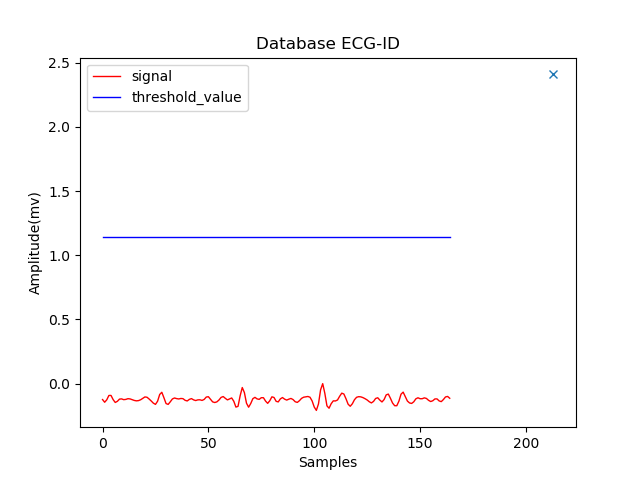 Database ECG-ID
signal
threshold_value
Amplitude(mv)
2.5
2.0
1.5
1.0
0.5
0.0
0 50 100 150 200
Samples